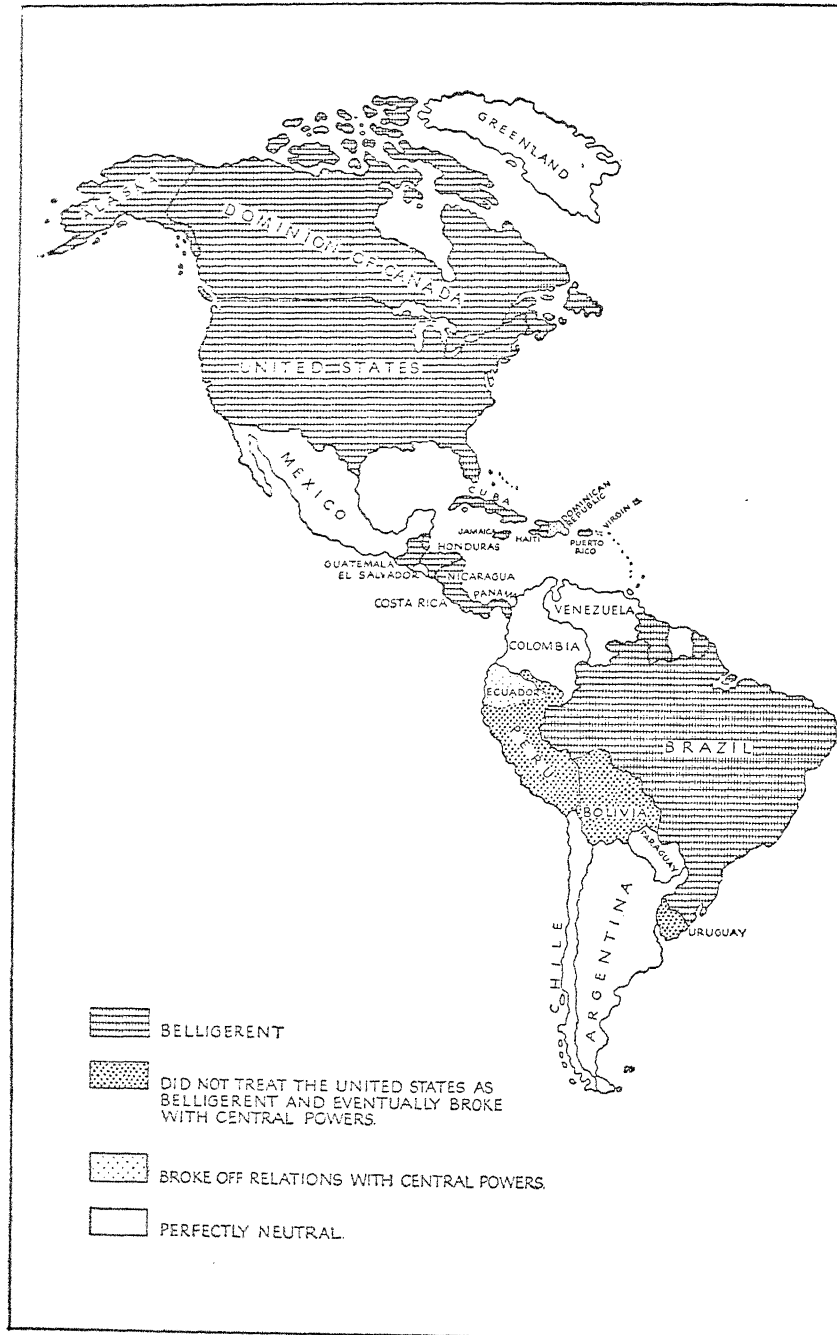 GREENLAND
ALASKA
DOMINION OF CANADA
UNITED STATES
MEXICO
CUBA
DOMINICAN
REPUBLIC
VIRGIN IS
JAMAICA
HAITI
PUERTO
RICO
HONDURAS
GUATEMALA
EL SALVADOR
NICARAGUA
PANAMA
COSTA RICA
VENEZUELA
COLOMBIA
ECUADOR
PERU
BRAZIL
BOLIVIA
PARAGUAY
CHILE
ARGENTINA
URUGUAY
BELLIGERENT
DID NOT TREAT THE UNITED STATES AS
BELLIGERENT AND EVENTUALLY BROKE
WITH CENTRAL POWERS.
BROKE OFF RELATIONS WITH CENTRAL POWERS.
PERFECTLY NEUTRAL.